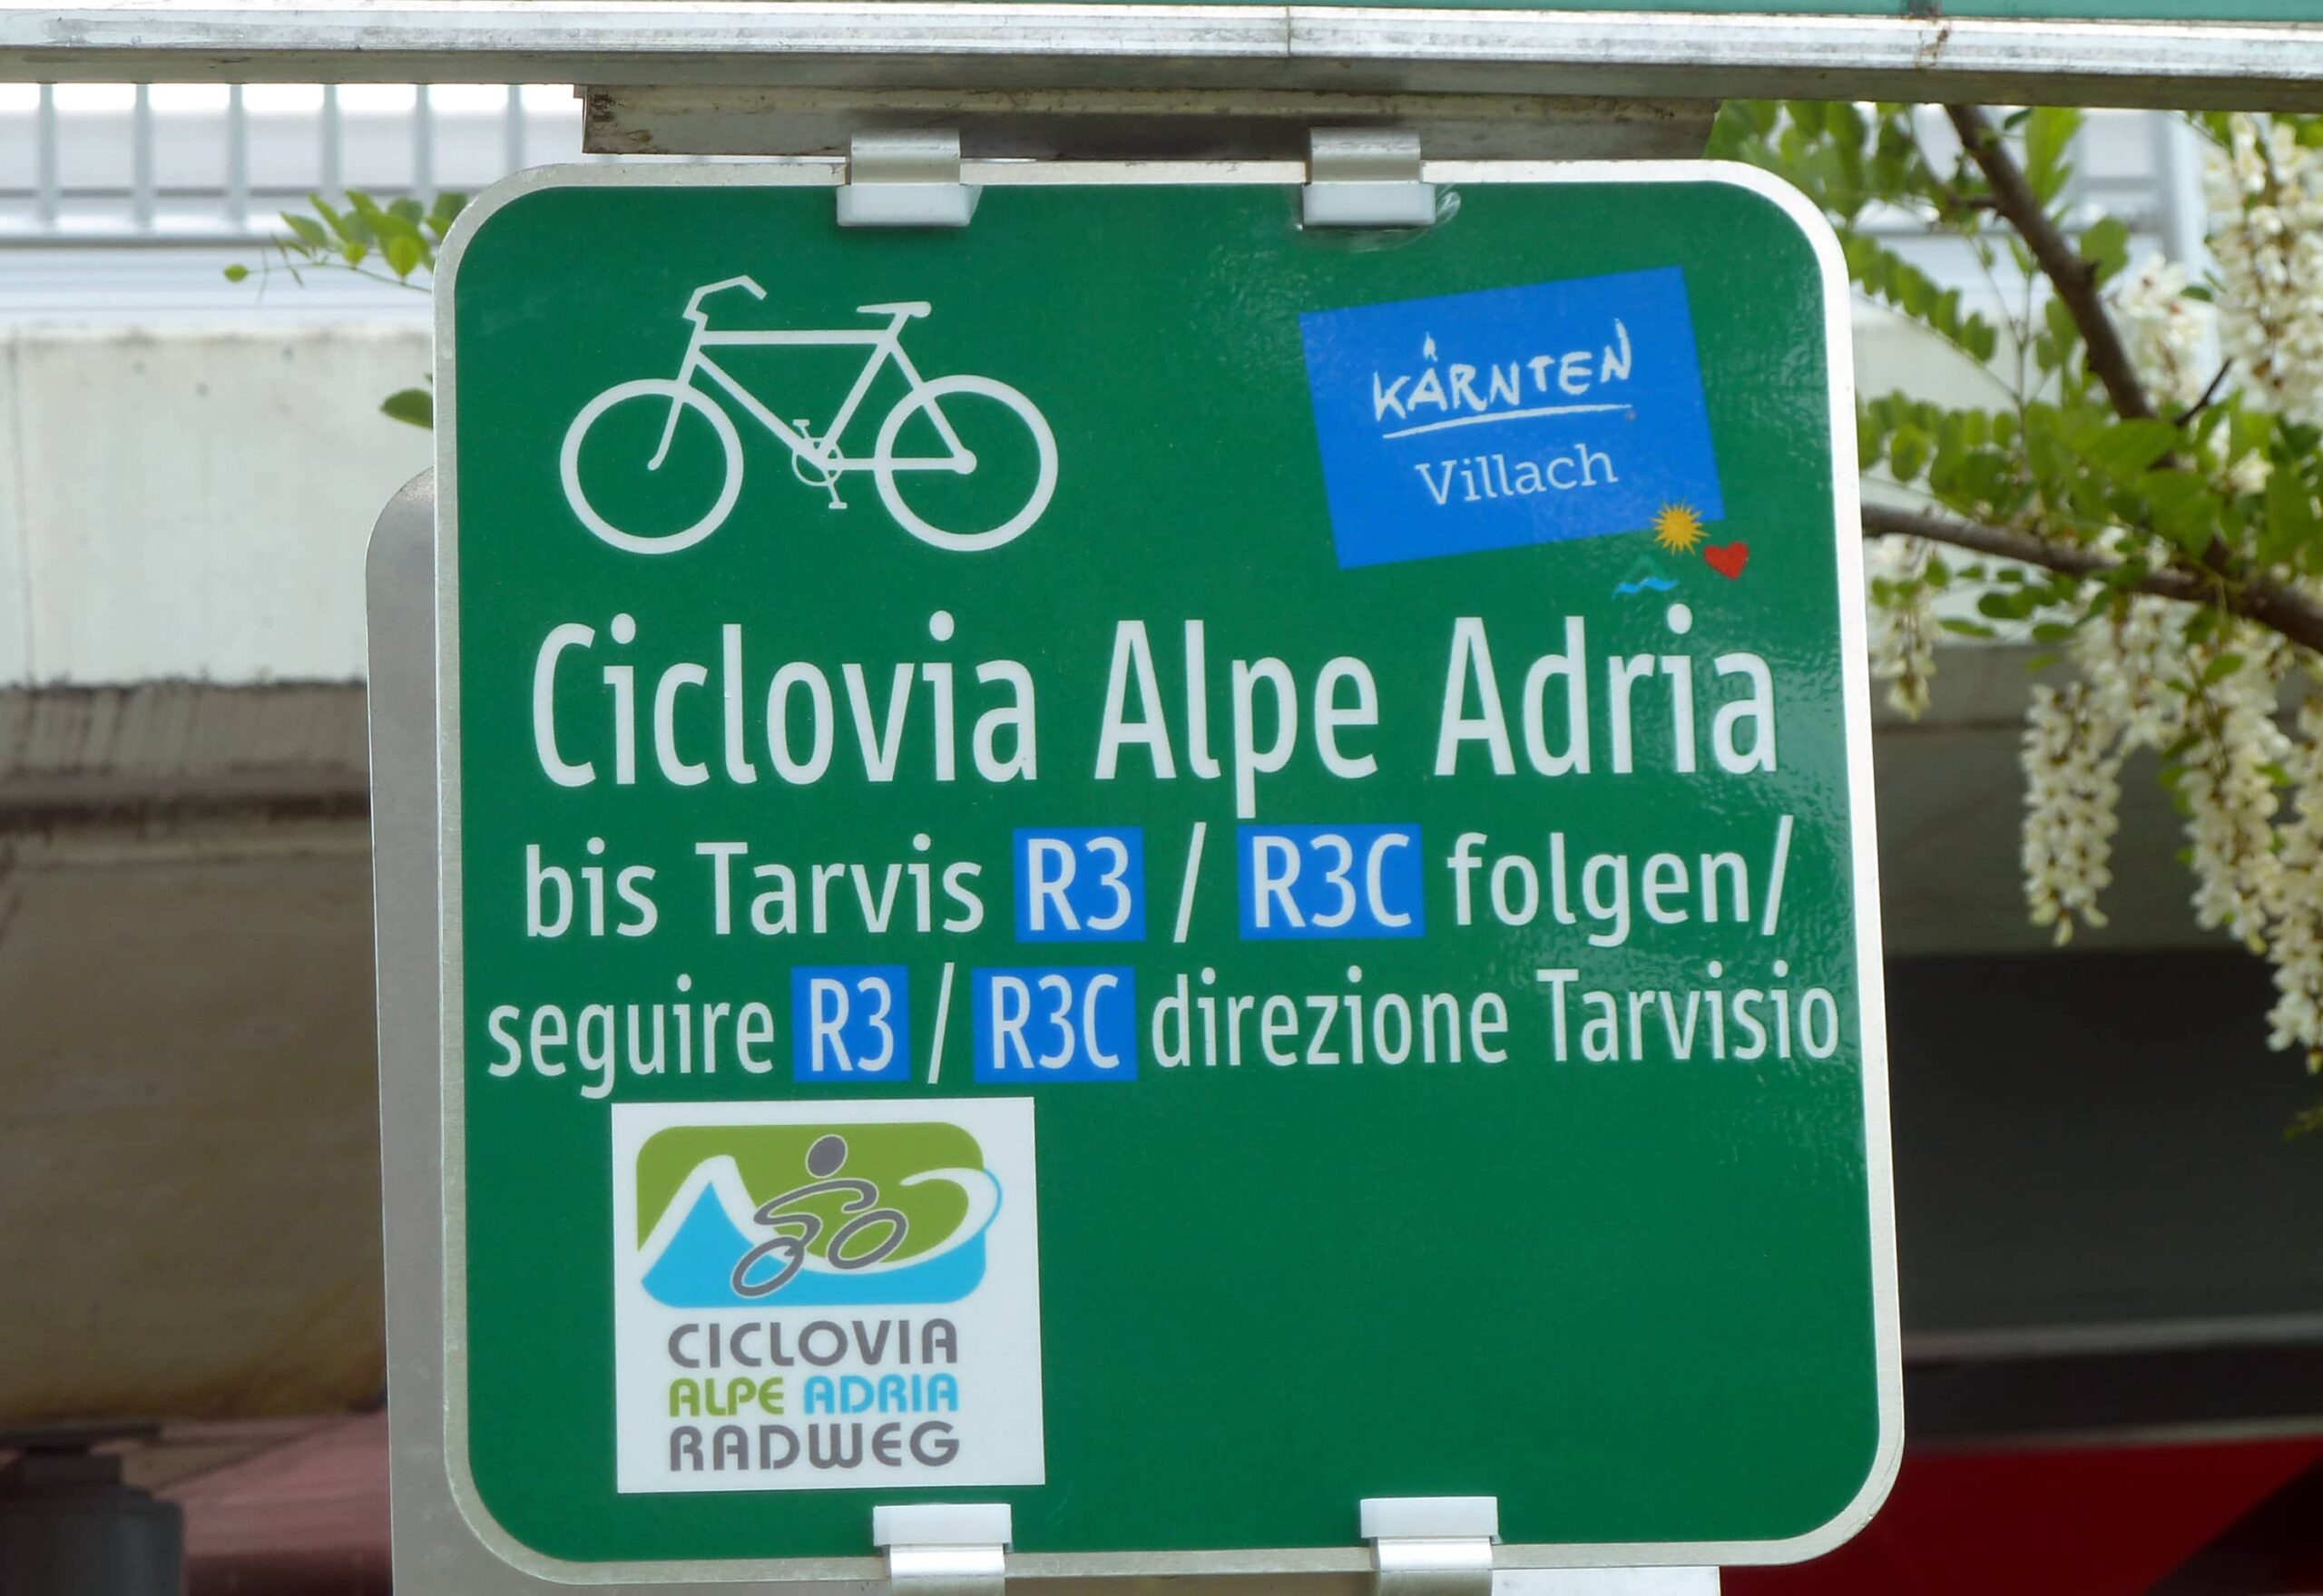 KÄRNTEN
Villach
Ciclovia Alpe Adria
bis Tarvis R3 / R3C folgen/
seguire R3 / R3C direzione Tarvisio
CICLOVIA
ALPE ADRIA
RADWEG